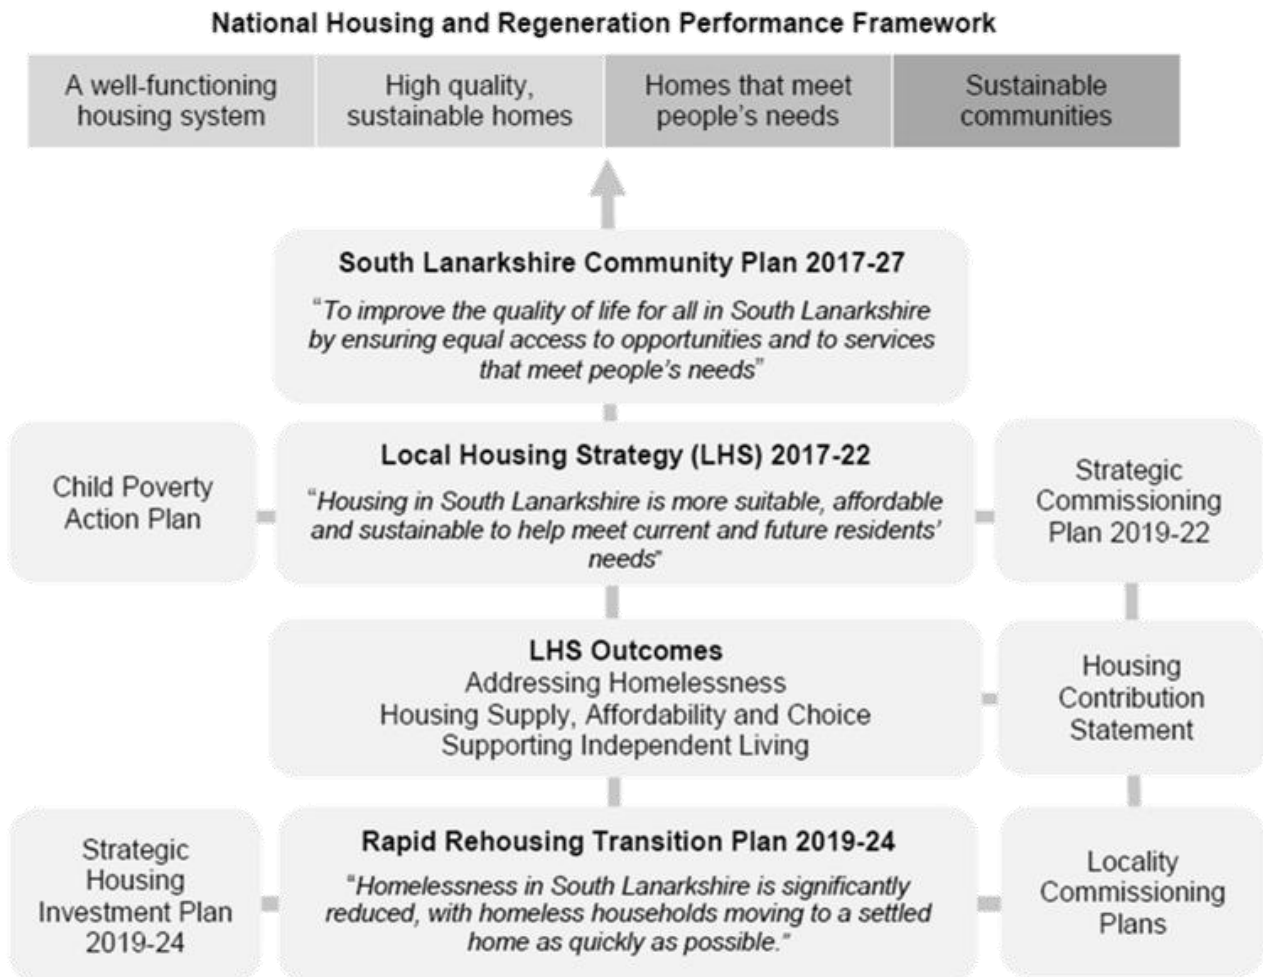 National Housing and Regeneration Performance Framework
A well-functioning
housing system
High quality,
sustainable homes
Homes that meet
people's needs
Sustainable
communities
South Lanarkshire Community Plan 2017-27
"To improve the quality of life for all in South Lanarkshire
by ensuring equal access to opportunities and to services
that meet people's needs"
Child Poverty
Action Plan
Local Housing Strategy (LHS) 2017-22
"Housing in South Lanarkshire is more suitable, affordable
and sustainable to help meet current and future residents'
needs"
Strategic
Commissioning
Plan 2019-22
LHS Outcomes
Addressing Homelessness
Housing Supply, Affordability and Choice
Supporting Independent Living
Housing
Contribution
Statement
Strategic
Housing
Investment Plan
2019-24
Rapid Rehousing Transition Plan 2019-24
"Homelessness in South Lanarkshire is significantly
reduced, with homeless households moving to a settled
home as quickly as possible."
Locality
Commissioning
Plans